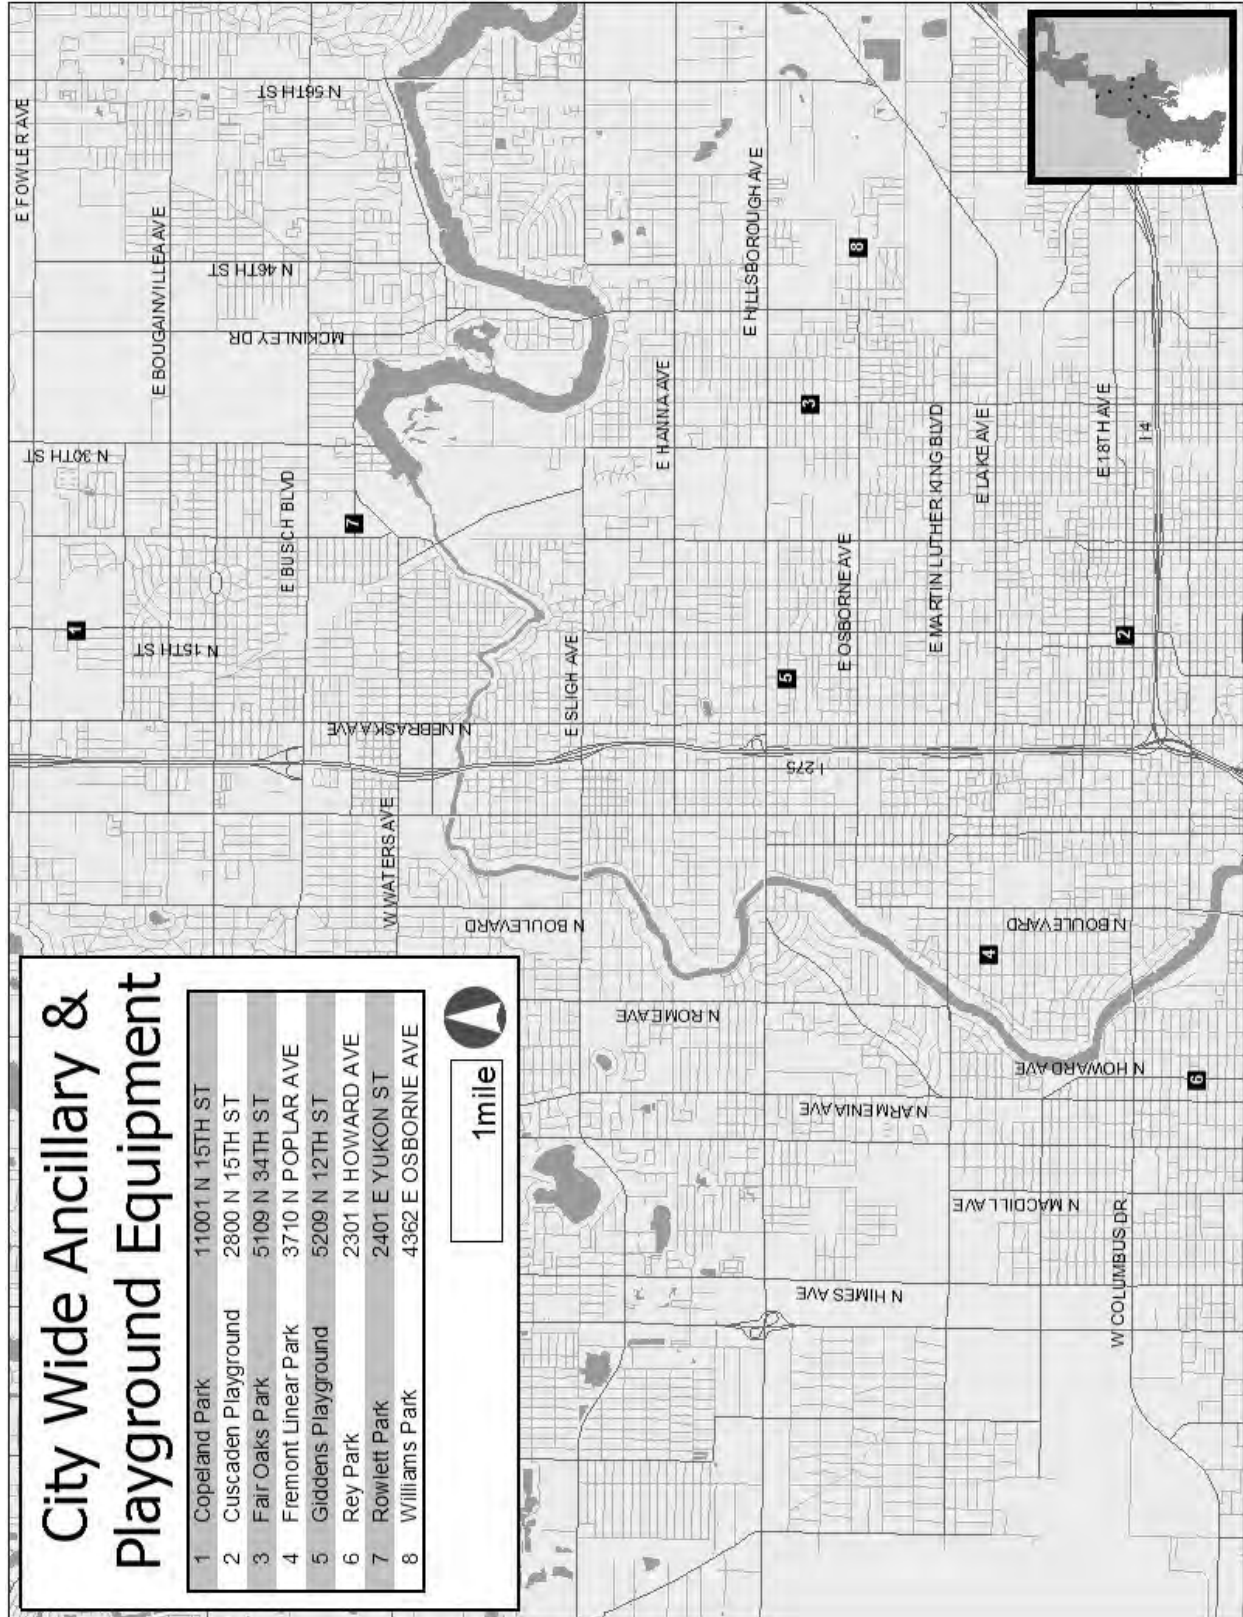 City Wide Ancillary &
Playground Equipment
1 Copeland Park 11001 N 15TH ST
2 Cuscaden Playground 2800 N 15TH ST
3 Fair Oaks Park 5109 N 34TH ST
4 Fremont Linear Park 3710 N POPLAR AVE
5 Giddens Playground 5209 N 12TH ST
6 Rey Park 2301 N HOWARD AVE
7 Rowlett Park 2401 E YUKON ST
8 Williams Park 4362 E OSBORNE AVE
1mile
E FOWLER AVE
N 56TH ST
E BOUGAINVILLEA AVE
N 46TH ST
MCKINLEY DR
N 30TH ST
E BUSCH BLVD
7
1
N 15TH ST
N NEBRASKA AVE
W WATERS AVE
E SLIGH AVE
N BOULEVARD
E HANNA AVE
E HILLSBOROUGH AVE
8
3
E OSBORNE AVE
5
I 275
E MARTIN LUTHER KING BLVD
E LAKE AVE
E 18TH AVE
I 4
2
N ROME AVE
4
N BOULEVARD
N HOWARD AVE
6
N ARMENIA AVE
N MACDILL AVE
W COLUMBUS DR
N HIMES AVE